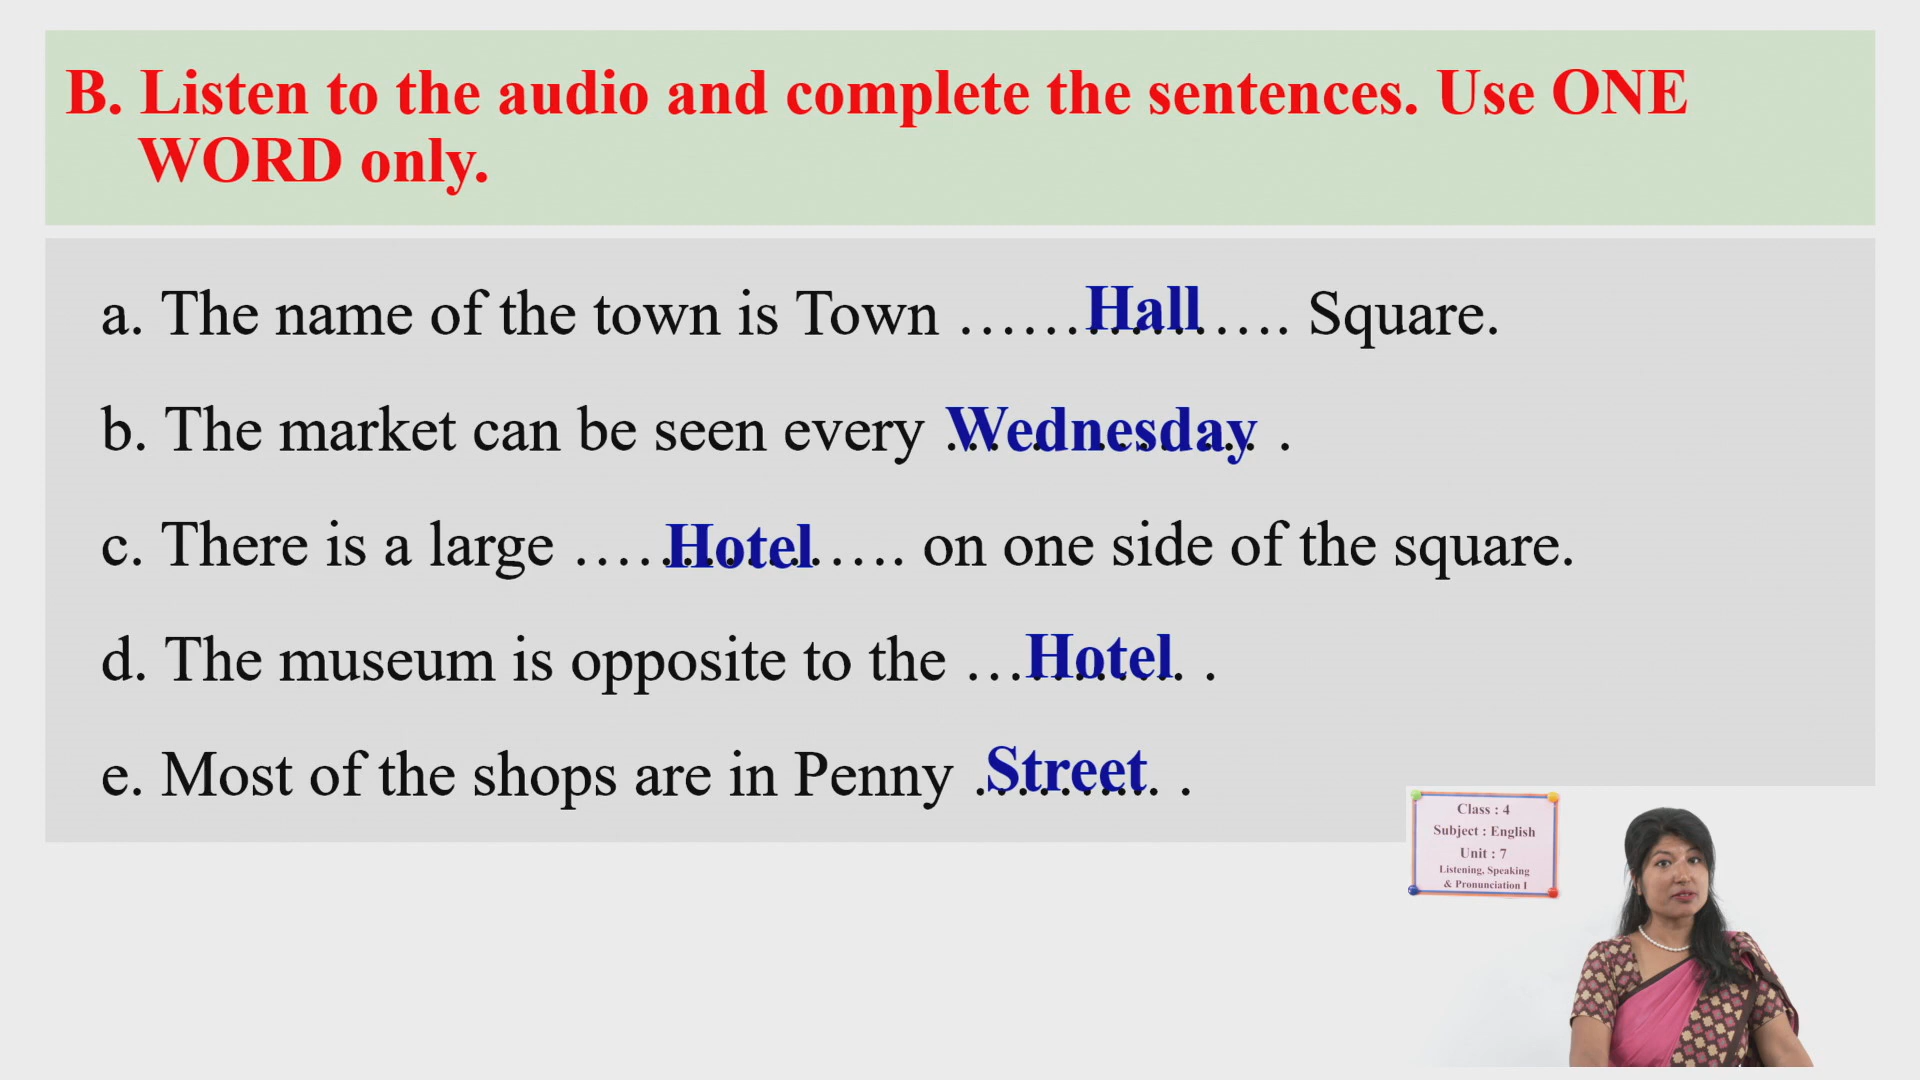 B. Listen to the audio and complete the sentences. Use ONE
WORD only.
a. The name of the town is Town ......Hall...... Square.
b. The market can be seen every Wednesday .
c. There is a large .....Hotel..... on one side of the square.
d. The museum is opposite to the ...Hotel. .
e. Most of the shops are in Penny .Street. .
Class : 4
Subject : English
Unit : 7
Listening, Speaking
& Pronunciation I